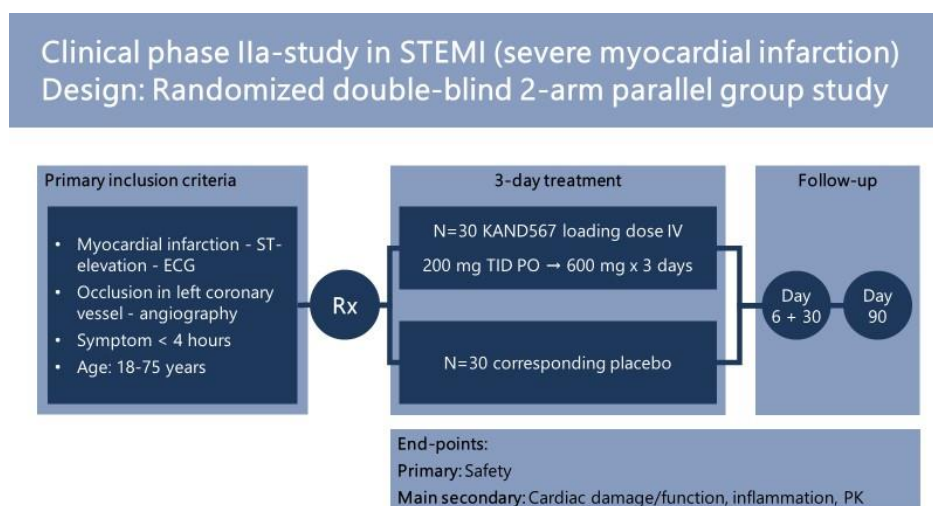 Clinical phase IIa-study in STEMI (severe myocardial infarction)
Design: Randomized double-blind 2-arm parallel group study
Primary inclusion criteria
• Myocardial infarction - ST-
elevation - ECG
• Occlusion in left coronary
vessel - angiography
• Symptom < 4 hours
• Age: 18-75 years
Rx
3-day treatment
N=30 KAND567 loading dose IV
200 mg TID PO → 600 mg x 3 days
N=30 corresponding placebo
Follow-up
Day
6 + 30
Day
90
End-points:
Primary: Safety
Main secondary: Cardiac damage/function, inflammation, PK